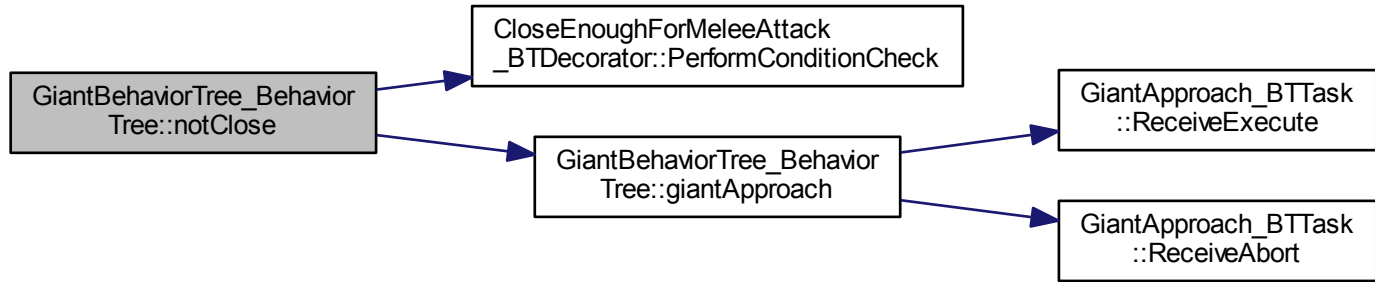 GiantBehaviorTree_Behavior
Tree::notClose
CloseEnoughForMeleeAttack
_BTDecorator::PerformConditionCheck
GiantBehaviorTree_Behavior
Tree::giantApproach
GiantApproach_BTTask
::ReceiveExecute
GiantApproach_BTTask
::ReceiveAbort